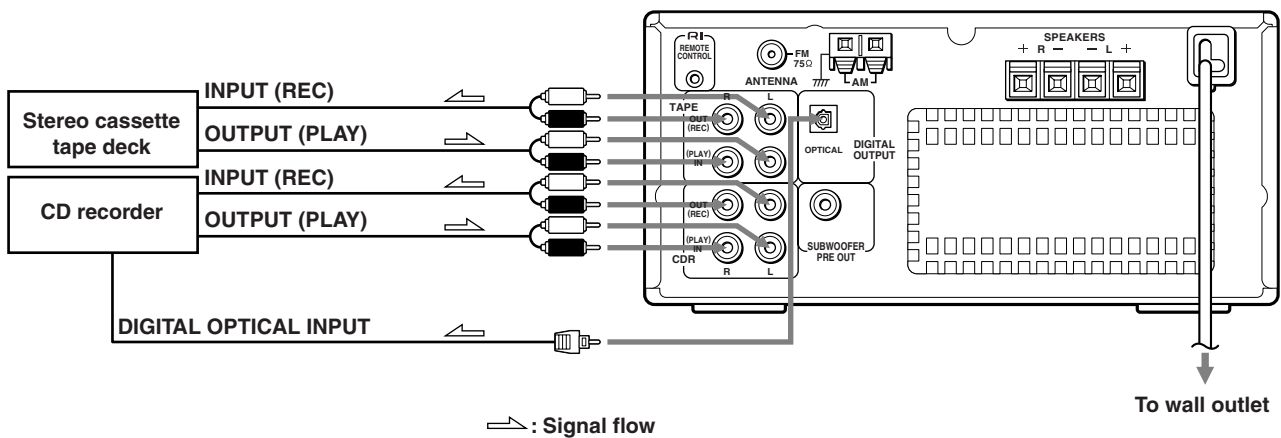 INPUT (REC)
Stereo cassette
tape deck
OUTPUT (PLAY)
INPUT (REC)
CD recorder
OUTPUT (PLAY)
DIGITAL OPTICAL INPUT
: Signal flow
RI
REMOTE
CONTROL
FM
75Ω
ANTENNA
AM
SPEAKERS
+ R − − L +
R L
TAPE
OUT
(REC)
(PLAY)
IN
OUT
(REC)
(PLAY)
IN
CDR
R L
OPTICAL
DIGITAL
OUTPUT
SUBWOOFER
PRE OUT
To wall outlet